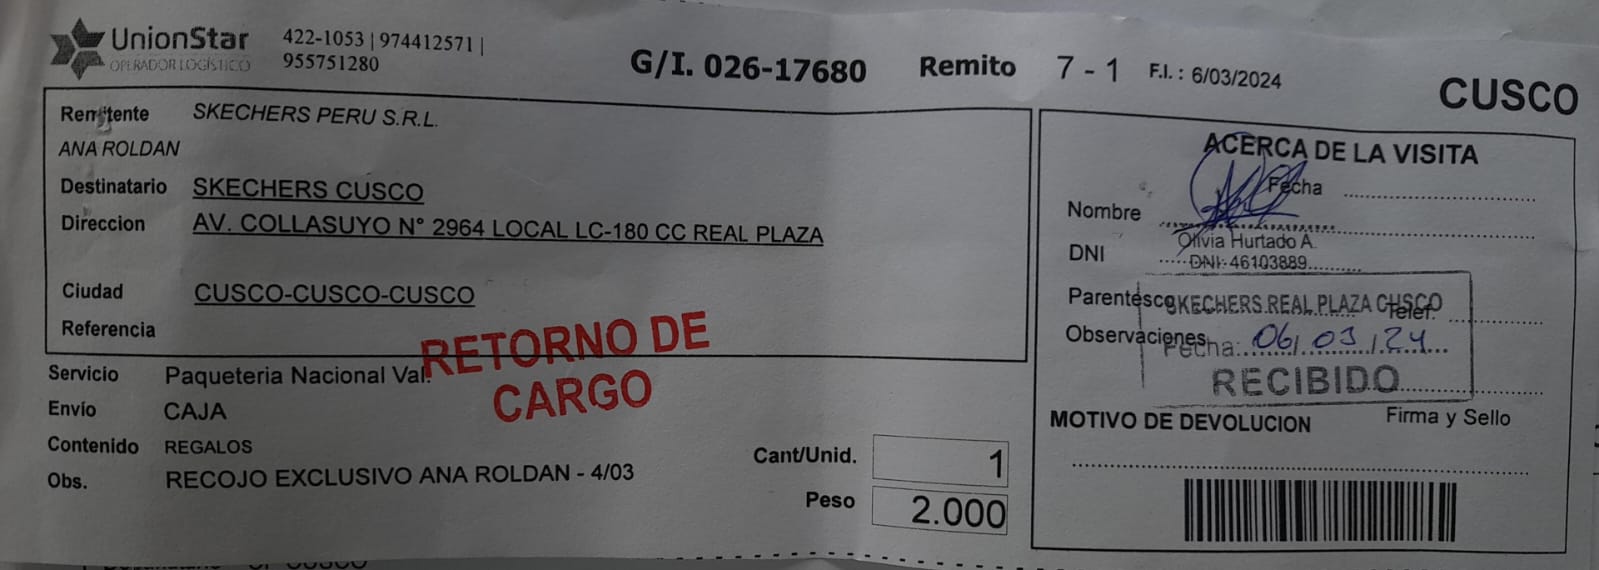 UnionStar
OPERADOR LOGÍSTICO
422-1053 | 974412571 |
955751280
G/I. 026-17680
Remito 7 - 1
F.I. : 6/03/2024
CUSCO
Remitente SKECHERS PERU S.R.L.
ANA ROLDAN
Destinatario SKECHERS CUSCO
Direccion AV. COLLASUYO N° 2964 LOCAL LC-180 CC REAL PLAZA
Ciudad CUSCO-CUSCO-CUSCO
Referencia
RETORNO DE
CARGO
Servicio Paqueteria Nacional Val.
Envío CAJA
Contenido REGALOS
Obs. RECOJO EXCLUSIVO ANA ROLDAN - 4/03
Cant/Unid. 1
Peso 2.000
ACERCA DE LA VISITA
Fecha
Nombre
Olivia Hurtado A.
DNI
DNI: 46103889
Parentesco
SKECHERS REAL PLAZA CUSCO
Telef.
Observaciones
Fecha: 06 03 24
RECIBIDO
MOTIVO DE DEVOLUCION
Firma y Sello